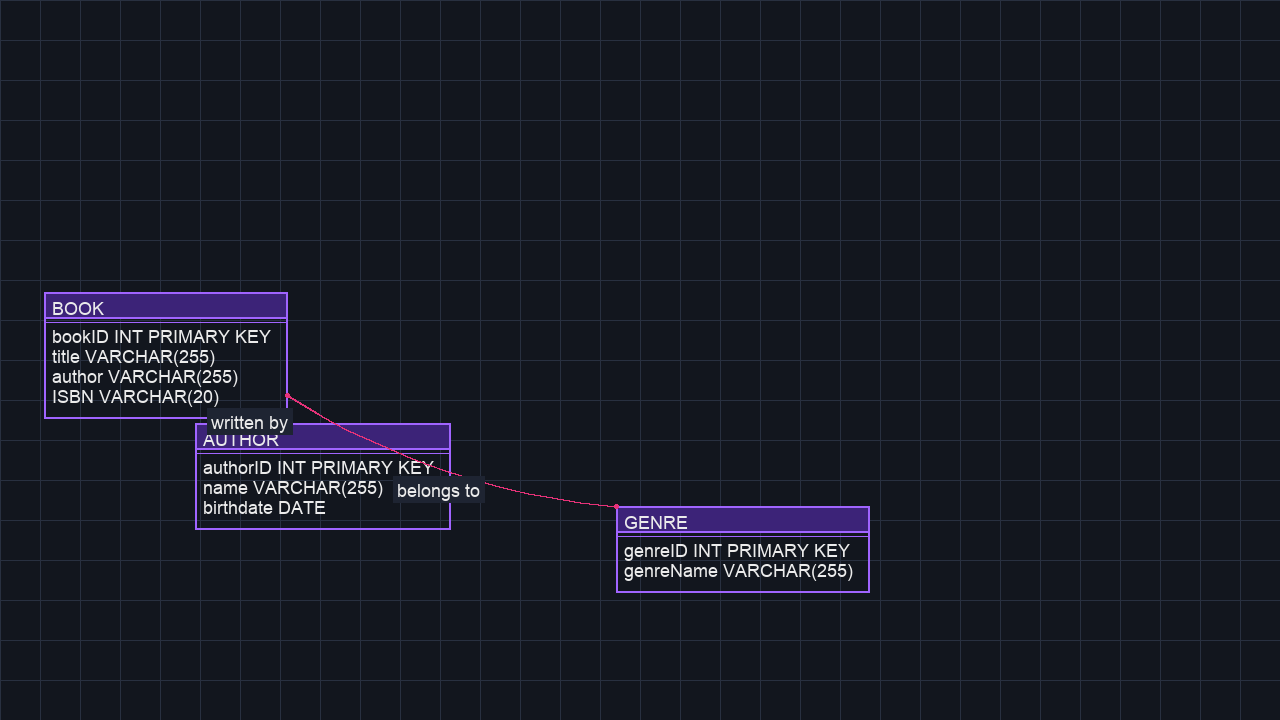 BOOK
bookID INT PRIMARY KEY
title VARCHAR(255)
author VARCHAR(255)
ISBN VARCHAR(20)
written by
AUTHOR
authorID INT PRIMARY KEY
name VARCHAR(255)
birthdate DATE
belongs to
GENRE
genreID INT PRIMARY KEY
genreName VARCHAR(255)